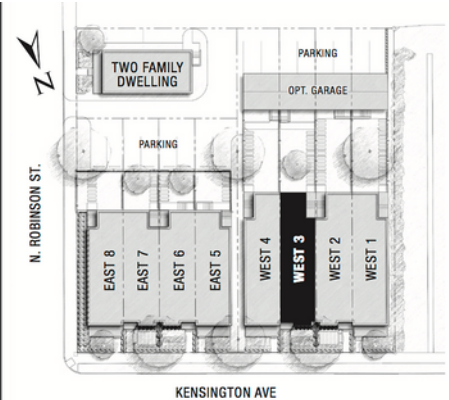 PARKING
TWO FAMILY
DWELLING
OPT. GARAGE
N
PARKING
N. ROBINSON ST.
EAST 8
EAST 7
EAST 6
EAST 5
WEST 4
WEST 3
WEST 2
WEST 1
KENSINGTON AVE